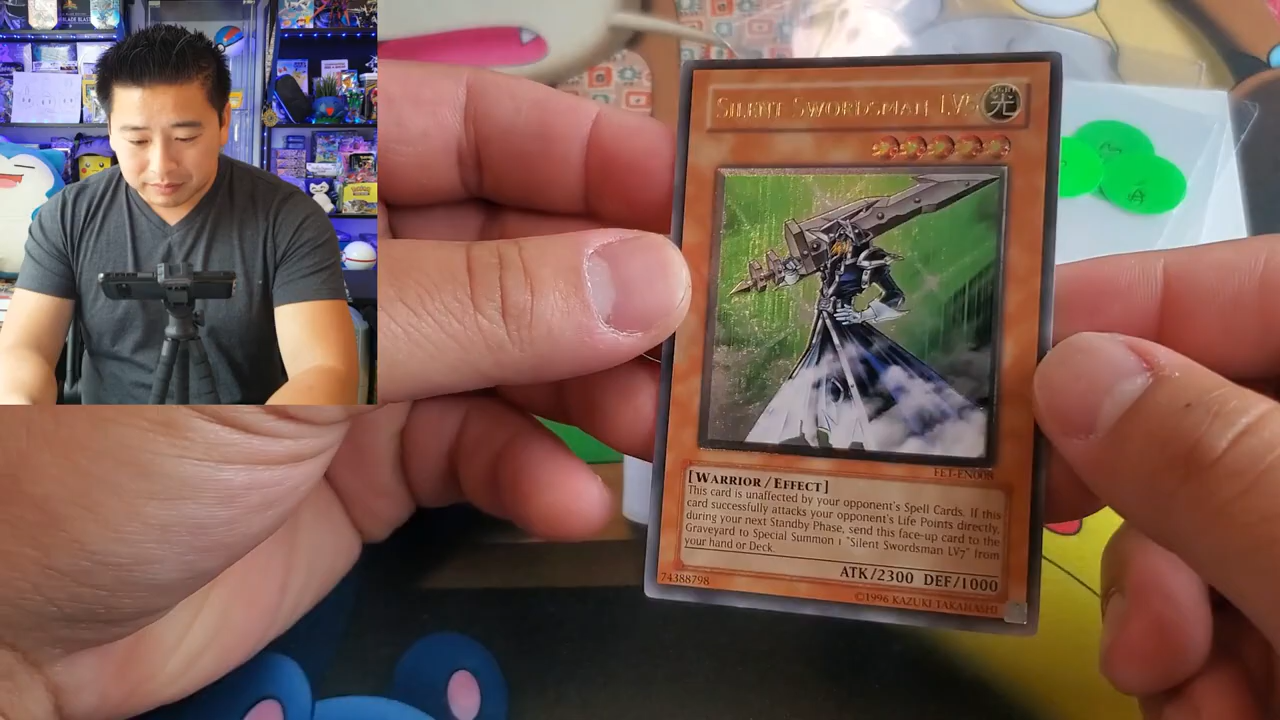 SILENT SWORDSMAN LV5
LIGHT
光
FET-EN008
[WARRIOR/EFFECT]
This card is unaffected by your opponent's Spell Cards. If this
card successfully attacks your opponent's Life Points directly,
during your next Standby Phase, send this face-up card to the
Graveyard to Special Summon 1 "Silent Swordsman LV7" from
your hand or Deck.
ATK/2300 DEF/1000
74388798
©1996 KAZUKI TAKAHASHI